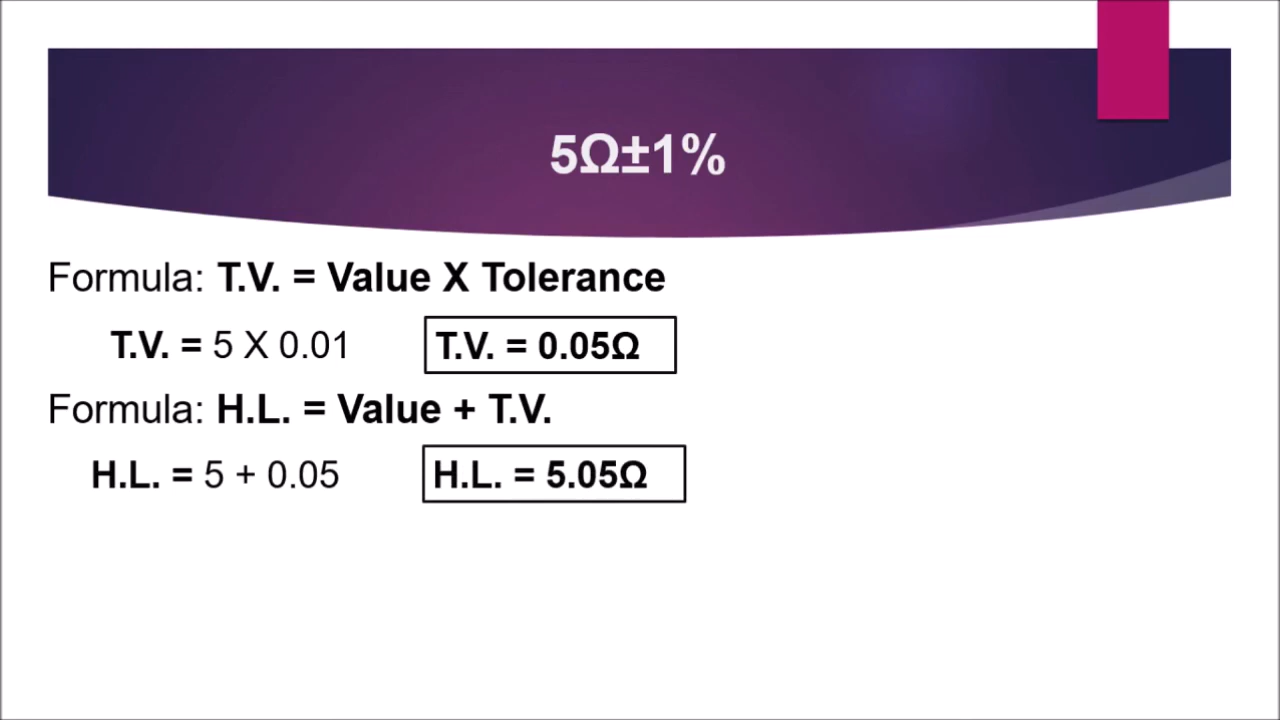 5Ω±1%
Formula: T.V. = Value X Tolerance
T.V. = 5 X 0.01 T.V. = 0.05Ω
Formula: H.L. = Value + T.V.
H.L. = 5 + 0.05 H.L. = 5.05Ω